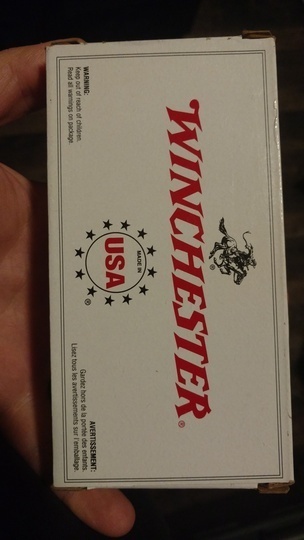 WINCHESTER®
®
MADE IN
USA
®
WARNING:
Keep out of reach of children.
Read all warnings on package.
AVERTISSEMENT:
Gardez hors de la portée des enfants.
Lisez tous les avertissements sur l'emballage.